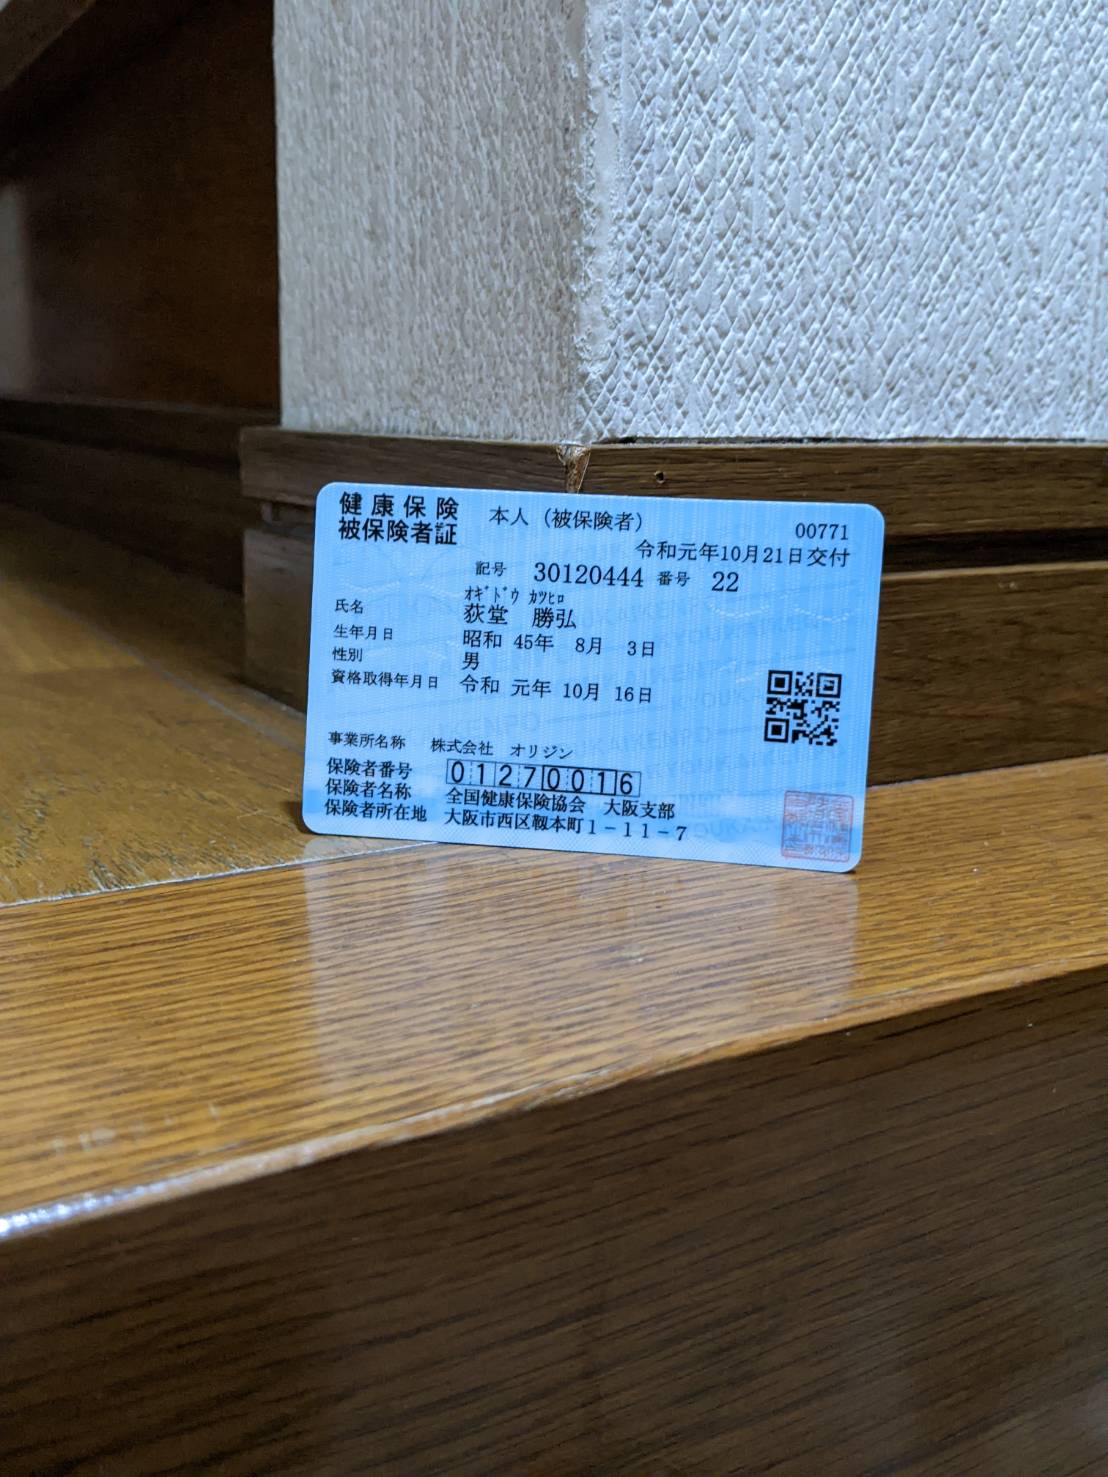 健康保険
被保険者証
本人（被保険者）
00771
令和元年10月21日交付
記号 30120444 番号 22
ｵｷﾞﾄﾞｳ ｶﾂﾋﾛ
氏名 荻堂 勝弘
生年月日 昭和 45年 8月 3日
性別 男
資格取得年月日 令和 元年 10月 16日
事業所名称 株式会社 オリジン
保険者番号 01270016
保険者名称 全国健康保険協会 大阪支部
保険者所在地 大阪市西区靱本町1-11-7